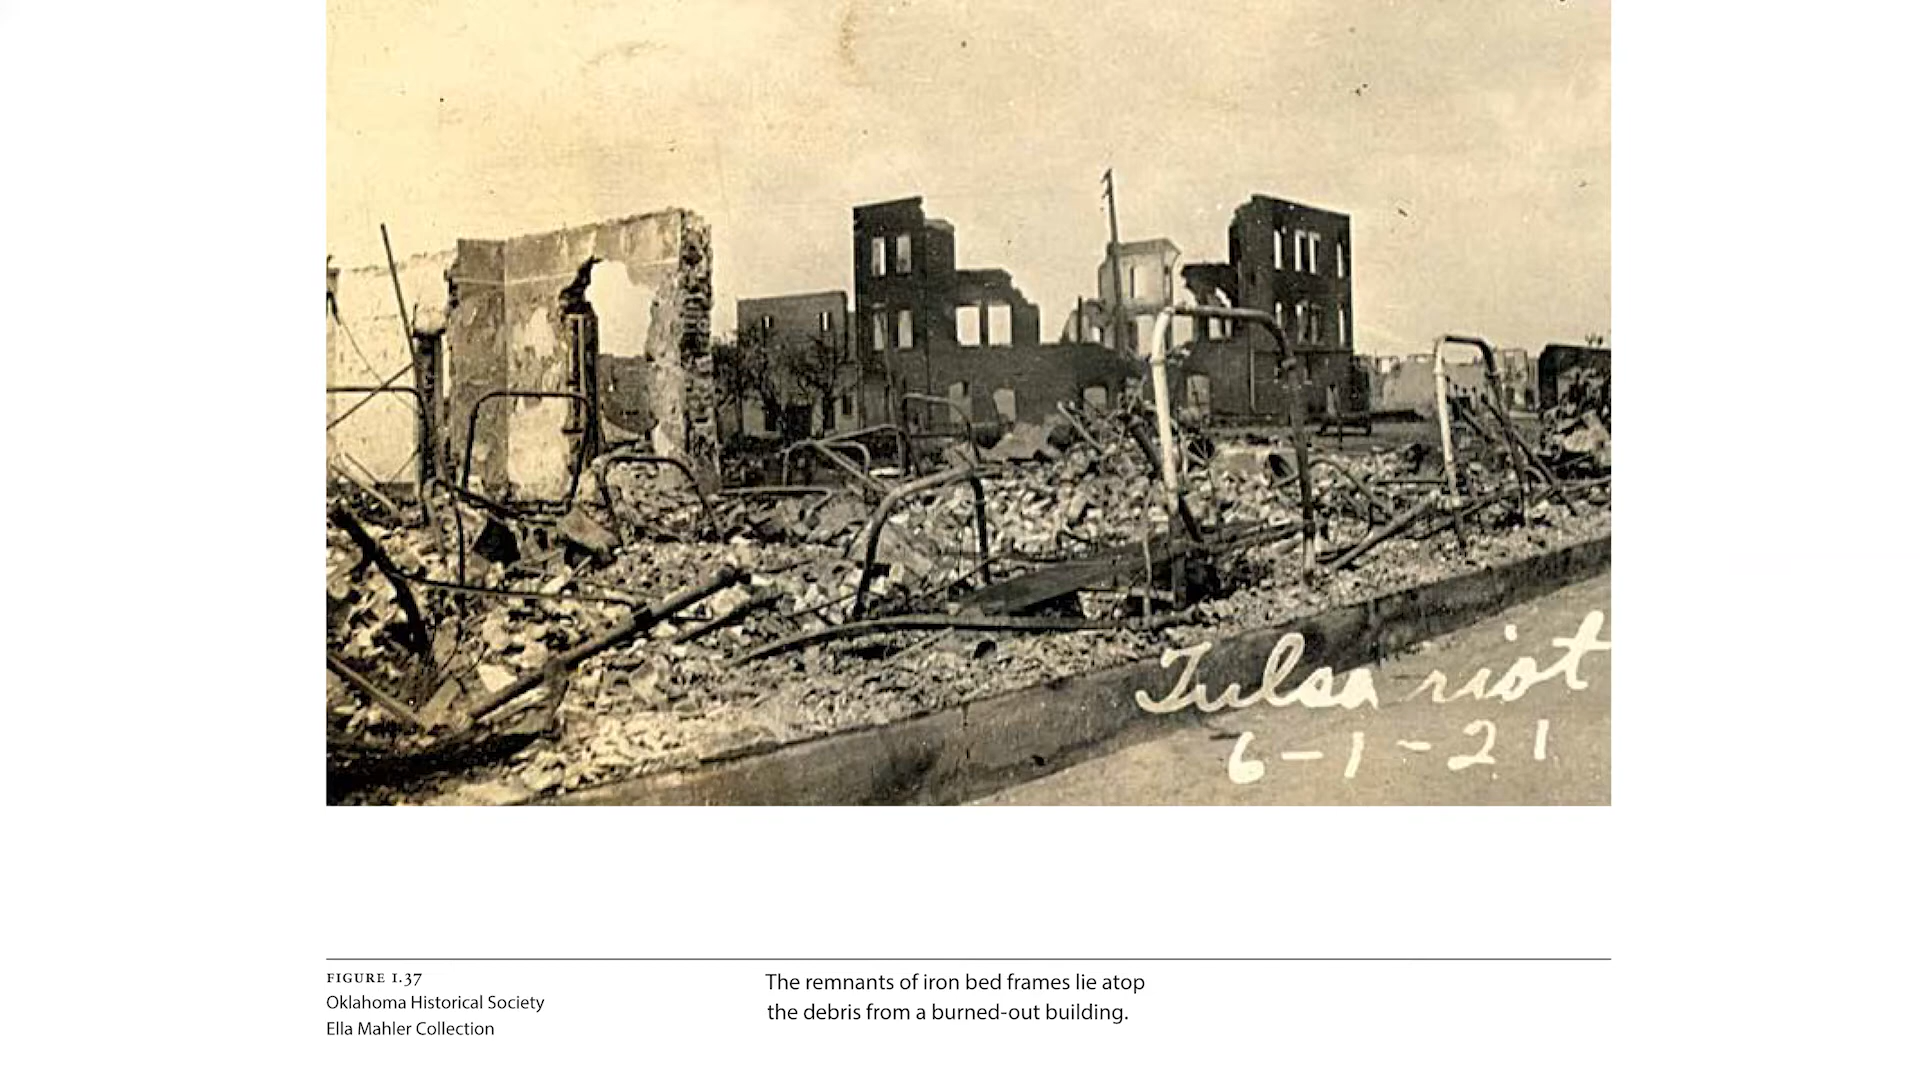 Tulsa riot
6-1-21
FIGURE 1.37
Oklahoma Historical Society
Ella Mahler Collection
The remnants of iron bed frames lie atop
the debris from a burned-out building.